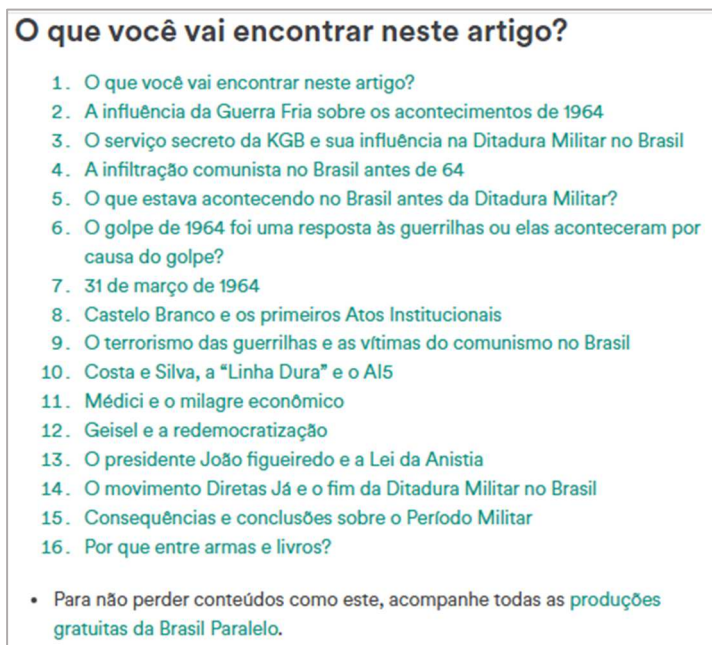 O que você vai encontrar neste artigo?
1. O que você vai encontrar neste artigo?
2. A influência da Guerra Fria sobre os acontecimentos de 1964
3. O serviço secreto da KGB e sua influência na Ditadura Militar no Brasil
4. A infiltração comunista no Brasil antes de 64
5. O que estava acontecendo no Brasil antes da Ditadura Militar?
6. O golpe de 1964 foi uma resposta às guerrilhas ou elas aconteceram por
causa do golpe?
7. 31 de março de 1964
8. Castelo Branco e os primeiros Atos Institucionais
9. O terrorismo das guerrilhas e as vítimas do comunismo no Brasil
10. Costa e Silva, a “Linha Dura” e o AI5
11. Médici e o milagre econômico
12. Geisel e a redemocratização
13. O presidente João figueiredo e a Lei da Anistia
14. O movimento Diretas Já e o fim da Ditadura Militar no Brasil
15. Consequências e conclusões sobre o Período Militar
16. Por que entre armas e livros?
• Para não perder conteúdos como este, acompanhe todas as produções
gratuitas da Brasil Paralelo.